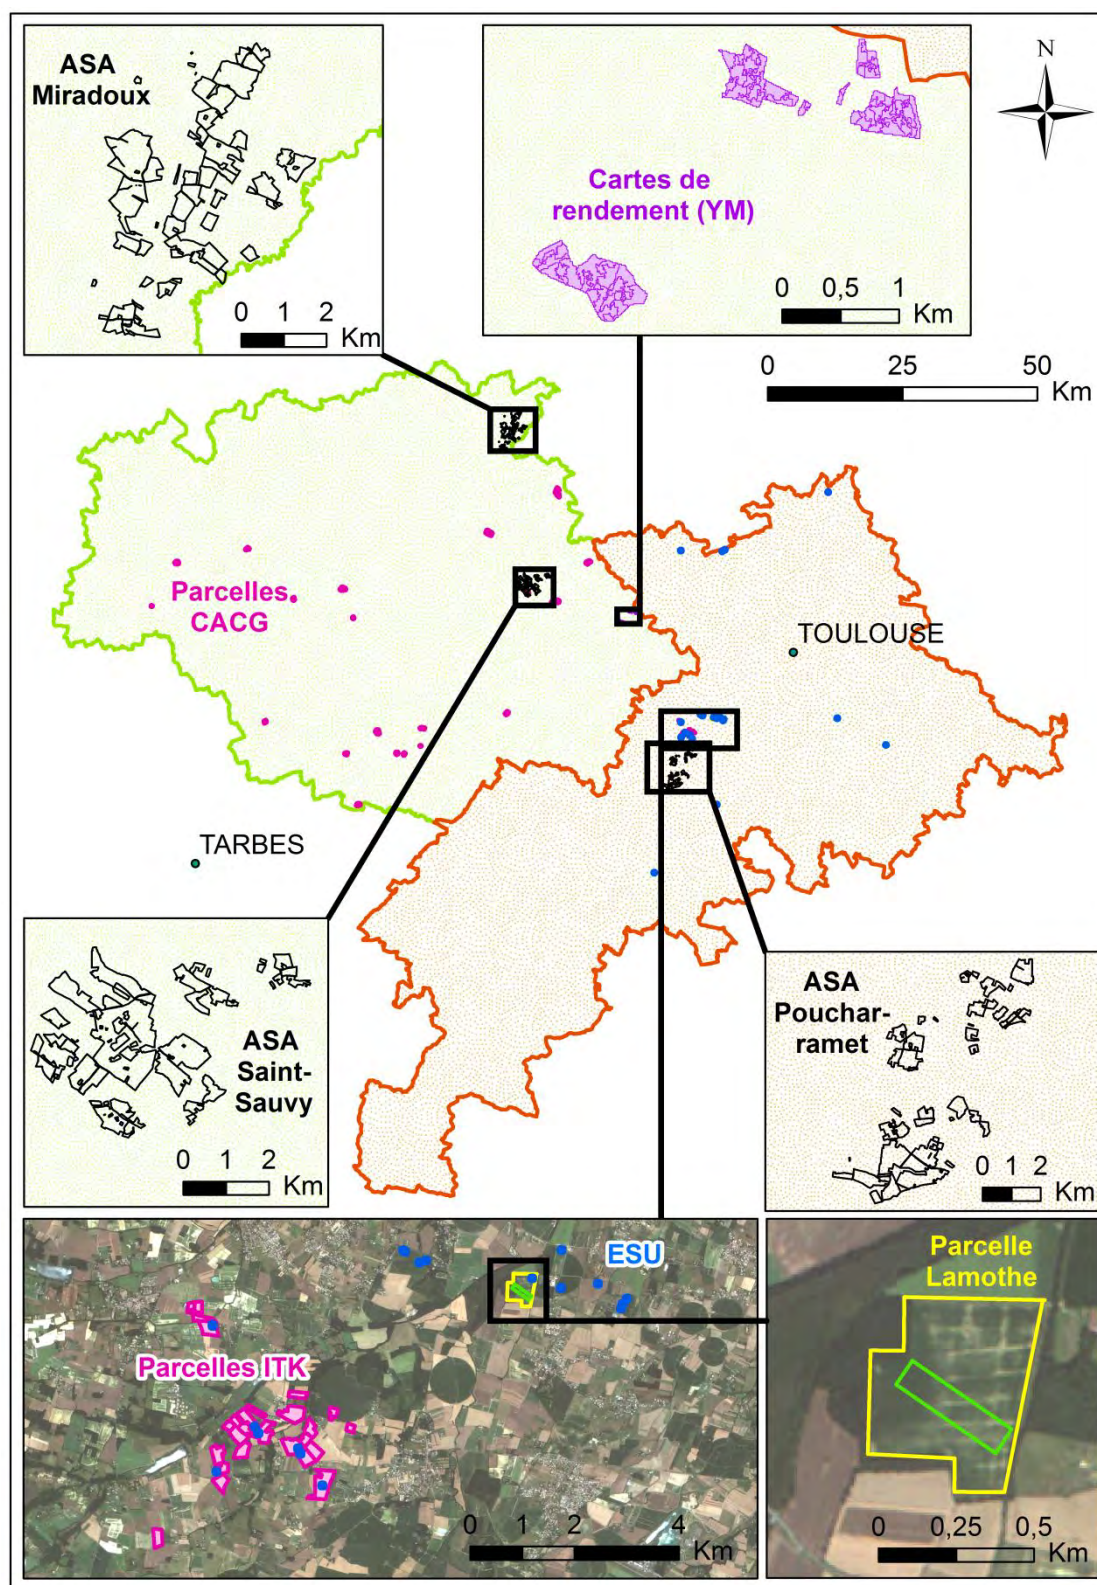 ASA
Miradoux
0 1 2
Km
Cartes de
rendement (YM)
0 0,5 1
Km
N
0 25 50
Km
Parcelles
CACG
TOULOUSE
TARBES
ASA
Saint-
Sauvy
0 1 2
Km
ASA
Pouchar-
ramet
0 1 2
Km
ESU
Parcelles ITK
0 1 2 4
Km
Parcelle
Lamothe
0 0,25 0,5
Km